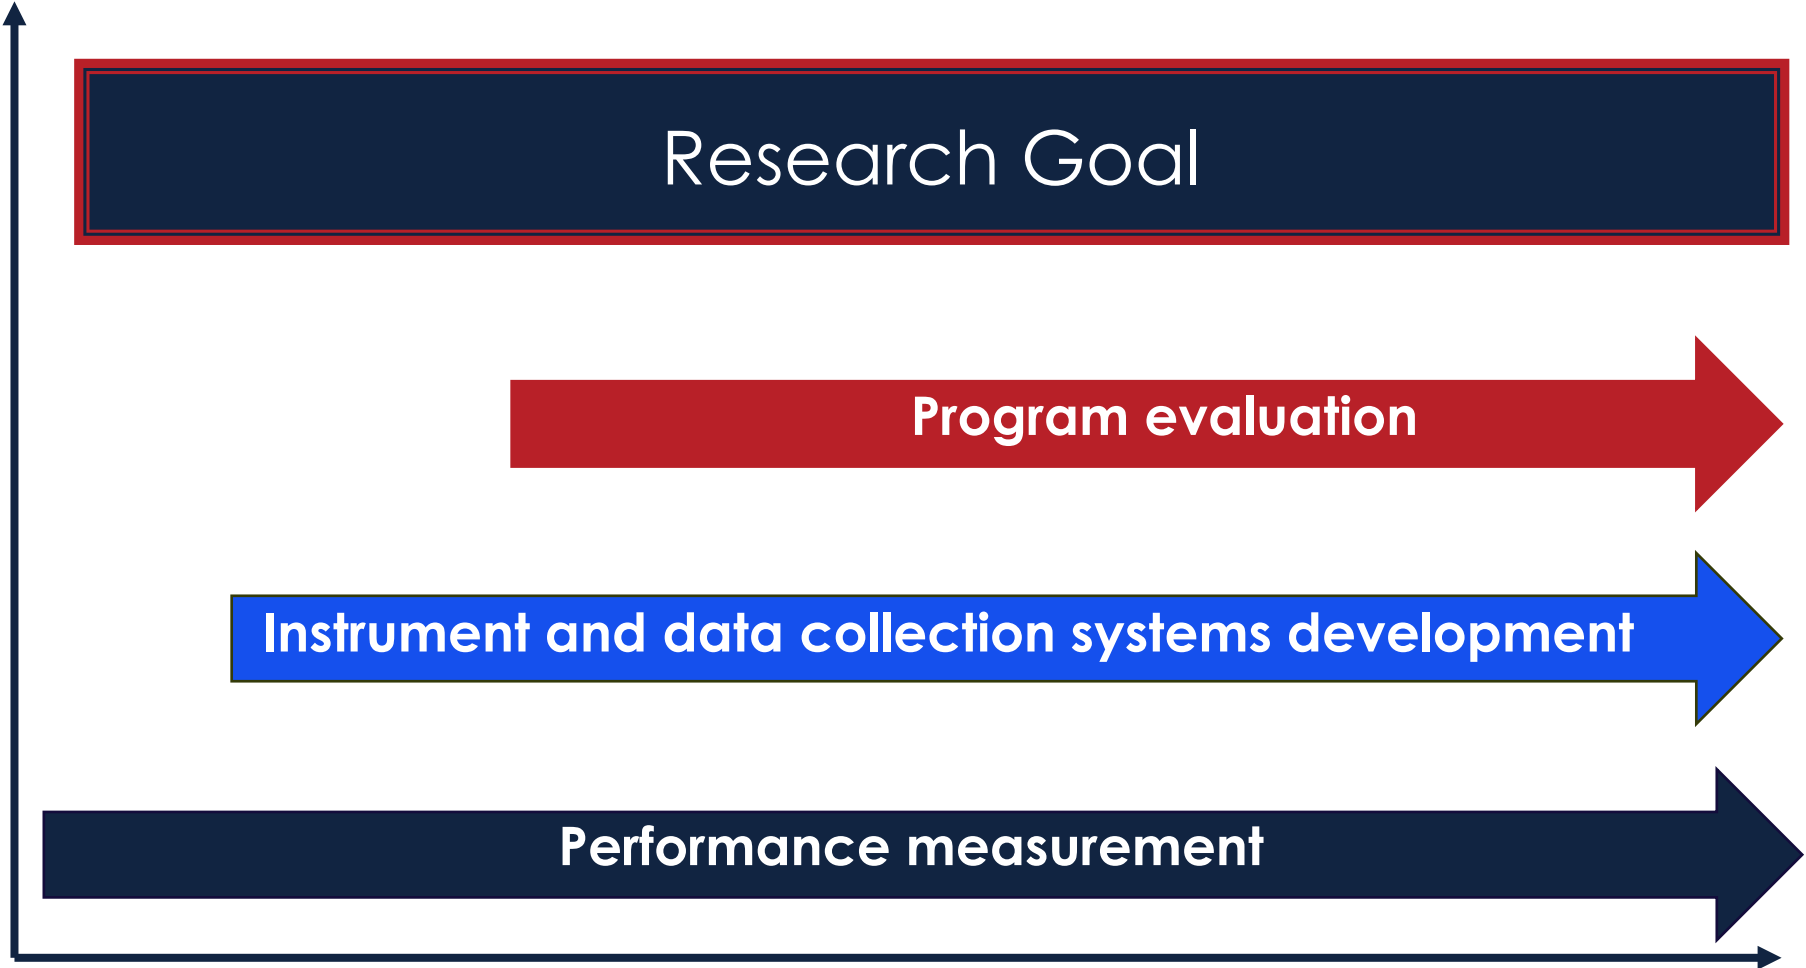 Research Goal
Program evaluation
Instrument and data collection systems development
Performance measurement